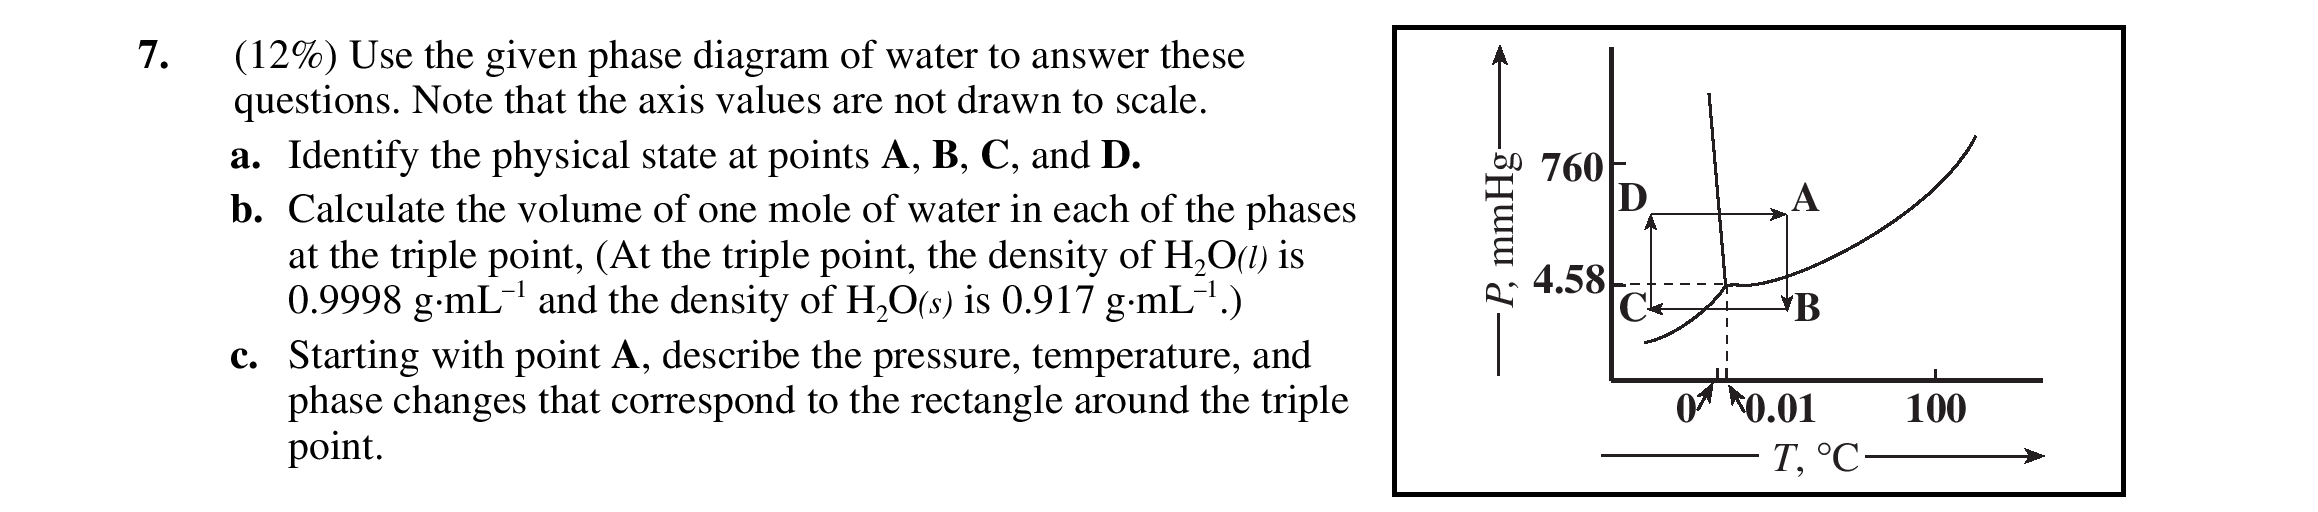 7. (12%) Use the given phase diagram of water to answer these
questions. Note that the axis values are not drawn to scale.
a. Identify the physical state at points A, B, C, and D.
b. Calculate the volume of one mole of water in each of the phases
at the triple point, (At the triple point, the density of H₂O(l) is
0.9998 g·mL⁻¹ and the density of H₂O(s) is 0.917 g·mL⁻¹.)
c. Starting with point A, describe the pressure, temperature, and
phase changes that correspond to the rectangle around the triple
point.
P, mmHg
760
D
A
4.58
C
B
0
0.01
100
T, °C